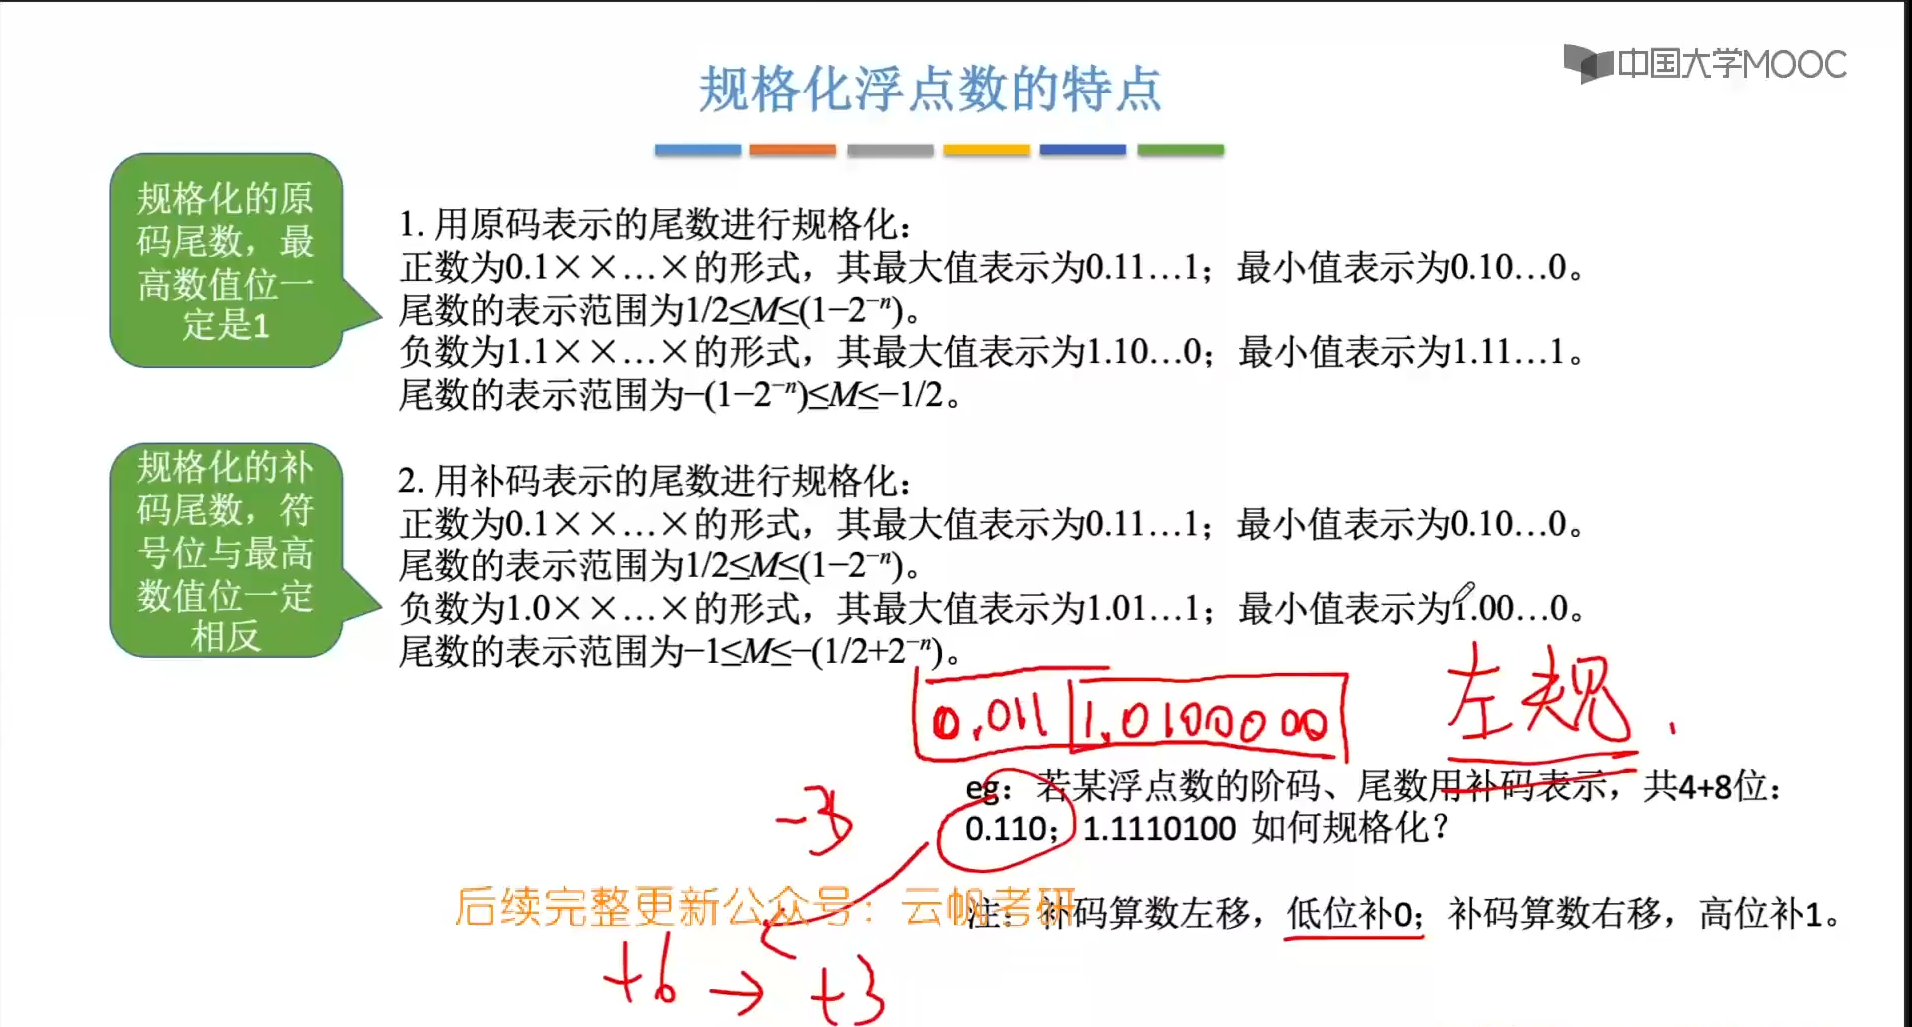 中国大学MOOC
规格化浮点数的特点
规格化的原
码尾数，最
高数值位一
定是1
1. 用原码表示的尾数进行规格化：
正数为0.1××…×的形式，其最大值表示为0.11…1；最小值表示为0.10…0。
尾数的表示范围为1/2≤M≤(1−2⁻ⁿ)。
负数为1.1××…×的形式，其最大值表示为1.10…0；最小值表示为1.11…1。
尾数的表示范围为−(1−2⁻ⁿ)≤M≤−1/2。
规格化的补
码尾数，符
号位与最高
数值位一定
相反
2. 用补码表示的尾数进行规格化：
正数为0.1××…×的形式，其最大值表示为0.11…1；最小值表示为0.10…0。
尾数的表示范围为1/2≤M≤(1−2⁻ⁿ)。
负数为1.0××…×的形式，其最大值表示为1.01…1；最小值表示为1.00…0。
尾数的表示范围为−1≤M≤−(1/2+2⁻ⁿ)。
0.011 1.0100000
左规.
eg：若某浮点数的阶码、尾数用补码表示，共4+8位：
0.110；1.1110100 如何规格化？
-3
后续完整更新公众号：云帆考研
注：补码算数左移，低位补0；补码算数右移，高位补1。
+6 → +3